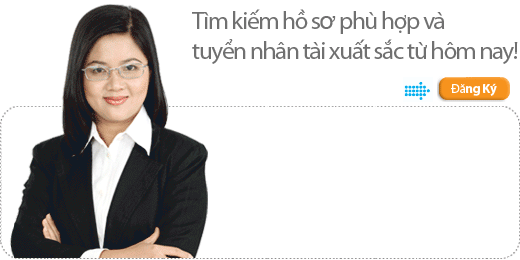 Tìm kiếm hồ sơ phù hợp và
tuyển nhân tài xuất sắc từ hôm nay!
Đăng Ký